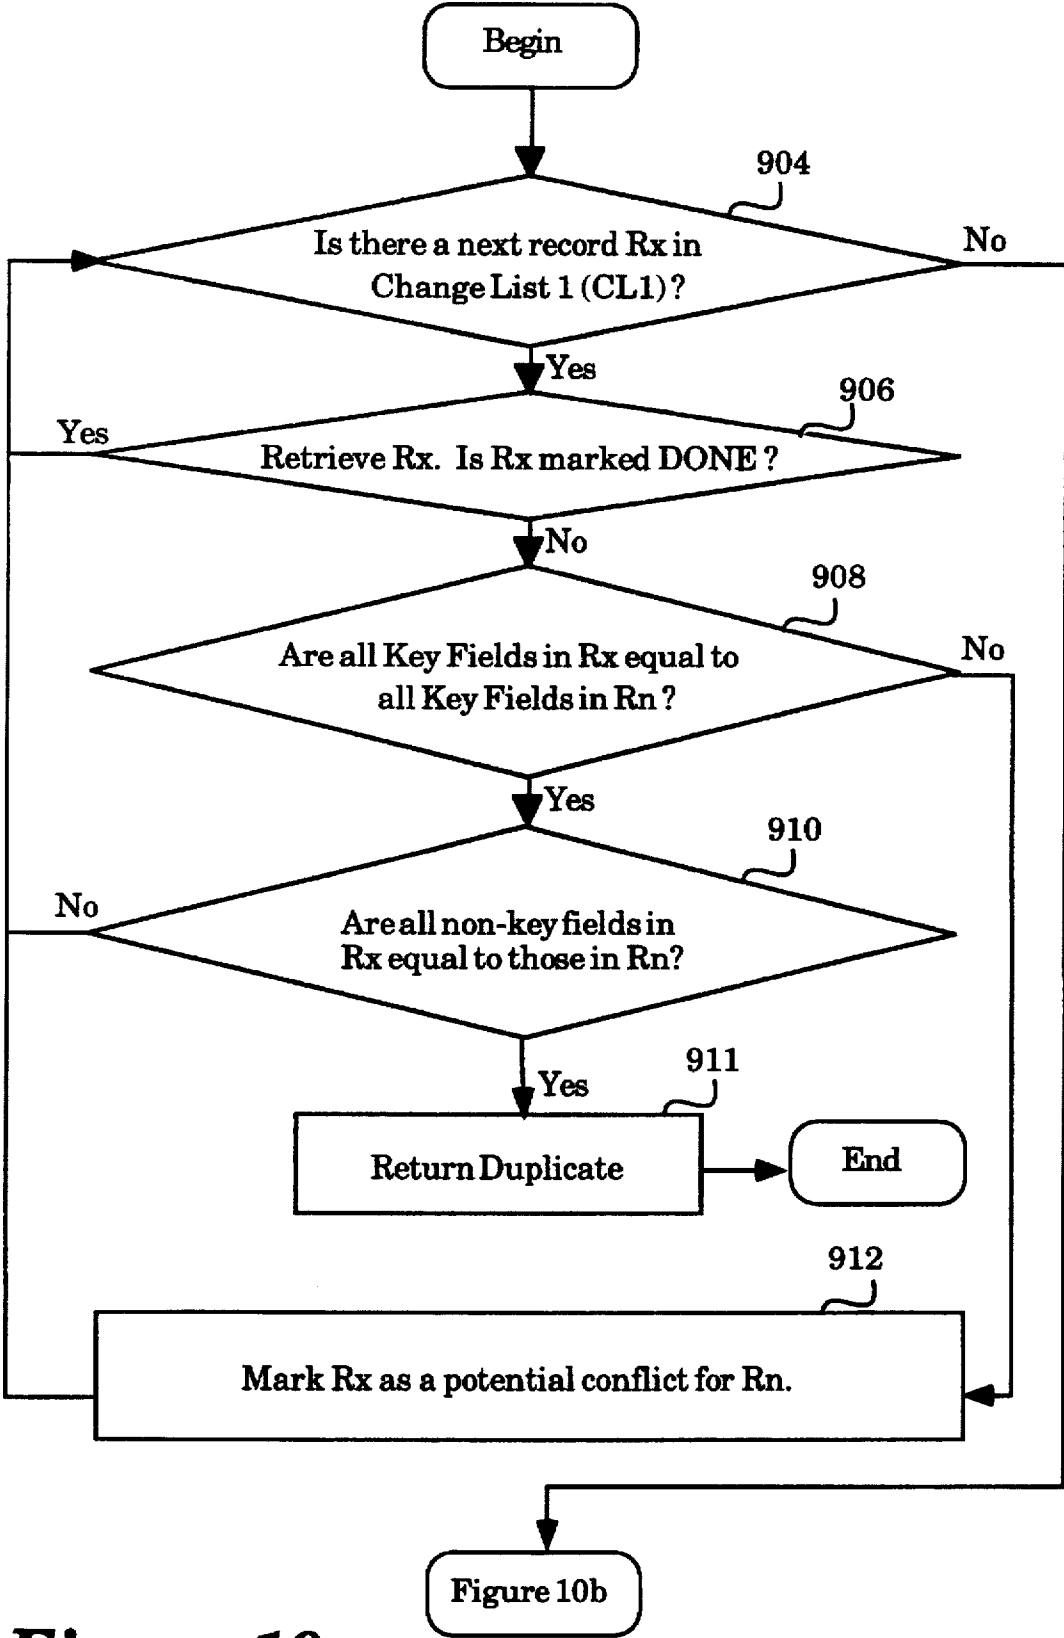 Begin
904
Is there a next record Rx in
Change List 1 (CL1)?
No
Yes
906
Yes
Retrieve Rx. Is Rx marked DONE?
No
908
Are all Key Fields in Rx equal to
all Key Fields in Rn?
No
Yes
910
No
Are all non-key fields in
Rx equal to those in Rn?
Yes
911
Return Duplicate
End
912
Mark Rx as a potential conflict for Rn.
Figure 10b